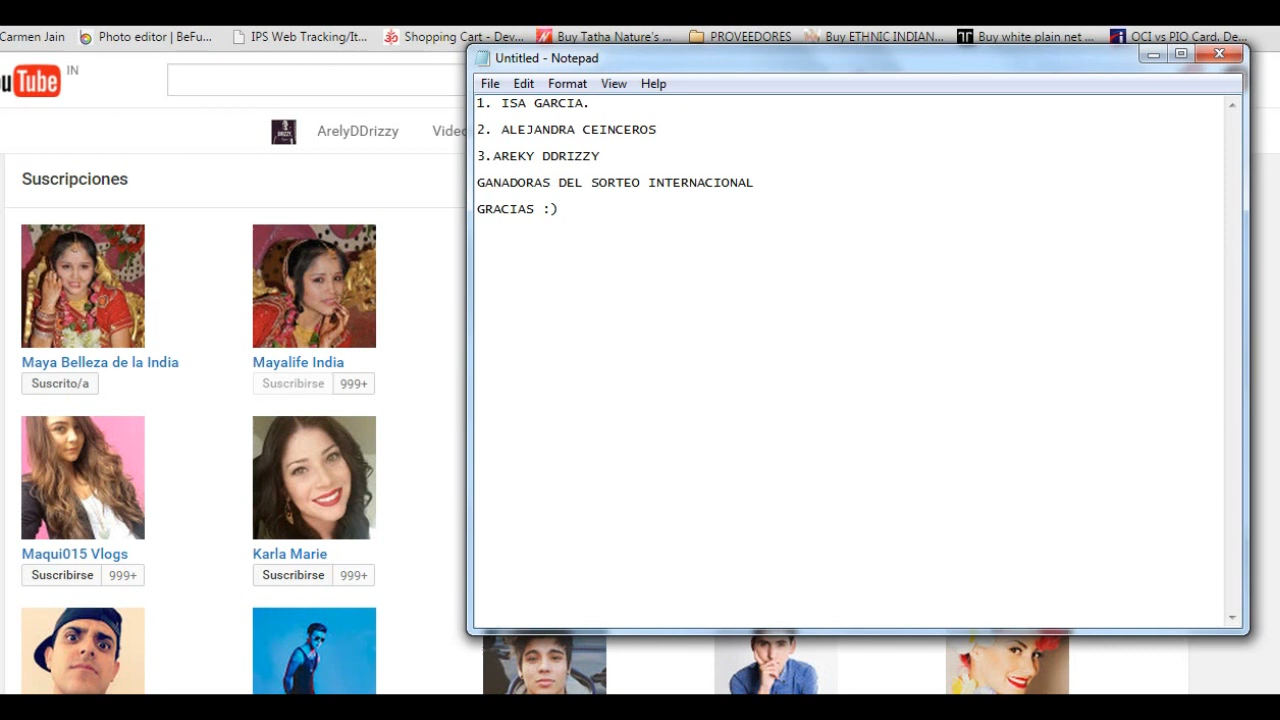 Carmen Jain
Photo editor | BeFu...
IPS Web Tracking/It...
Shopping Cart - Dev...
Buy Tatha Nature's ...
PROVEEDORES
Buy ETHNIC INDIAN...
Buy white plain net ...
OCI vs PIO Card. De...
uTube IN
ArelyDDrizzy
Video
Suscripciones
Maya Belleza de la India
Suscrito/a
Mayalife India
Suscribirse 999+
Maqui015 Vlogs
Suscribirse 999+
Karla Marie
Suscribirse 999+
Untitled - Notepad
File Edit Format View Help
1. ISA GARCIA.
2. ALEJANDRA CEINCEROS
3.AREKY DDRIZZY
GANADORAS DEL SORTEO INTERNACIONAL
GRACIAS :)